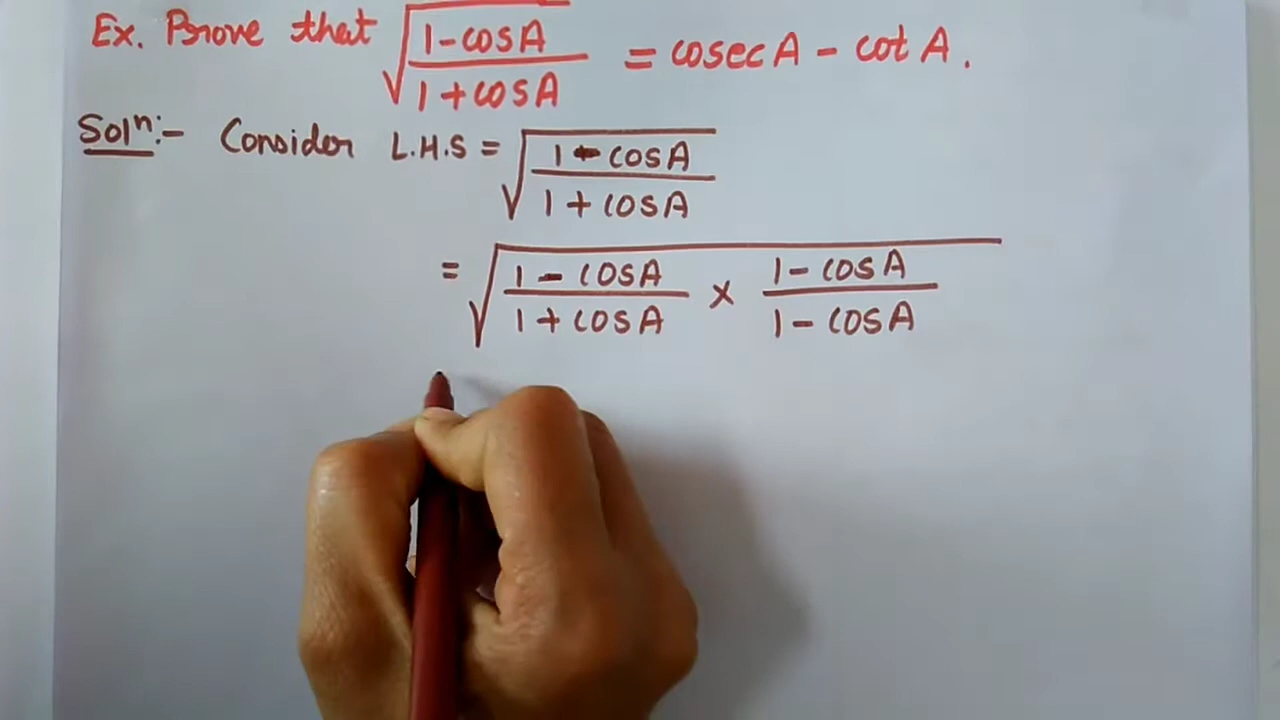 Ex. Prove that √((1-cosA)/(1+cosA)) = cosecA - cot A.
Solⁿ:- Consider L.H.S = √((1-cosA)/(1+cosA))
= √((1-cosA)/(1+cosA) × (1-cosA)/(1-cosA))